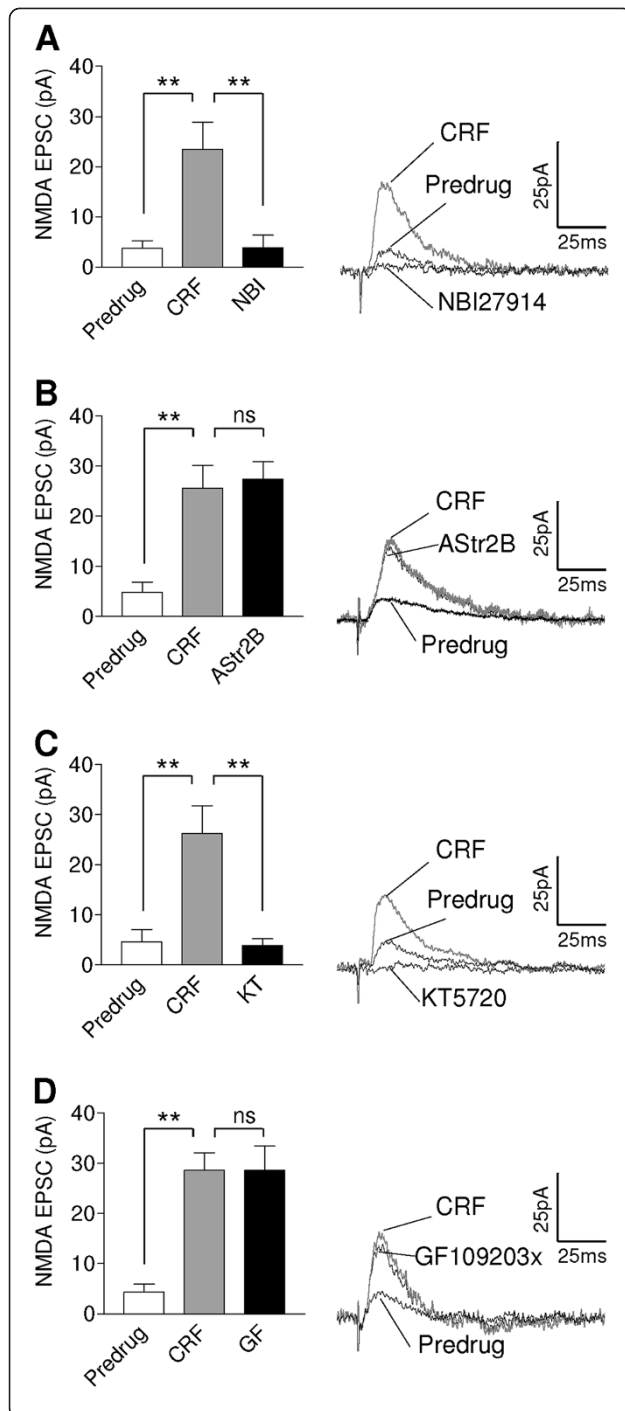 A
NMDA EPSC (pA)
40
30
20
10
0
** **
Predrug
CRF
NBI
CRF
Predrug
NBI27914
25pA
25ms
B
NMDA EPSC (pA)
40
30
20
10
0
** ns
Predrug
CRF
AStr2B
CRF
AStr2B
Predrug
25pA
25ms
C
NMDA EPSC (pA)
40
30
20
10
0
** **
Predrug
CRF
KT
CRF
Predrug
KT5720
25pA
25ms
D
NMDA EPSC (pA)
40
30
20
10
0
** ns
Predrug
CRF
GF
CRF
GF109203x
Predrug
25pA
25ms